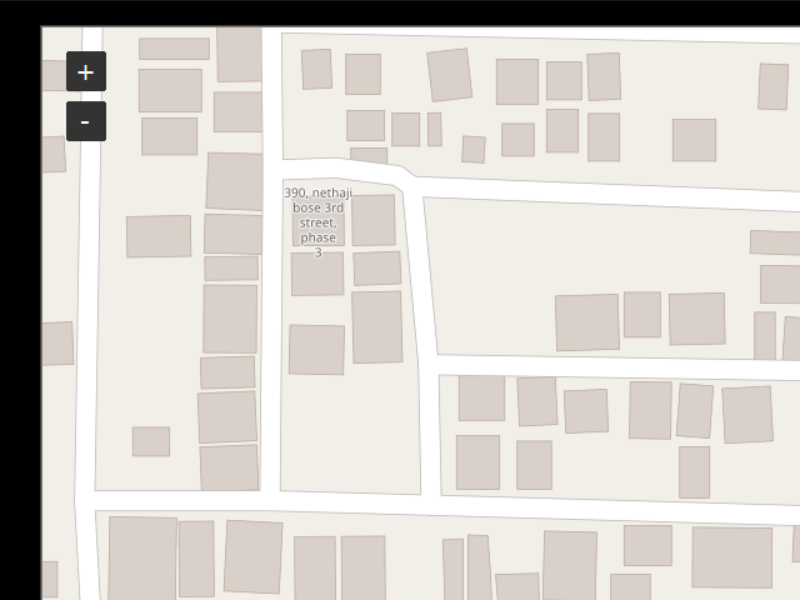 +
-
390, nethaji
bose 3rd
street,
phase
3